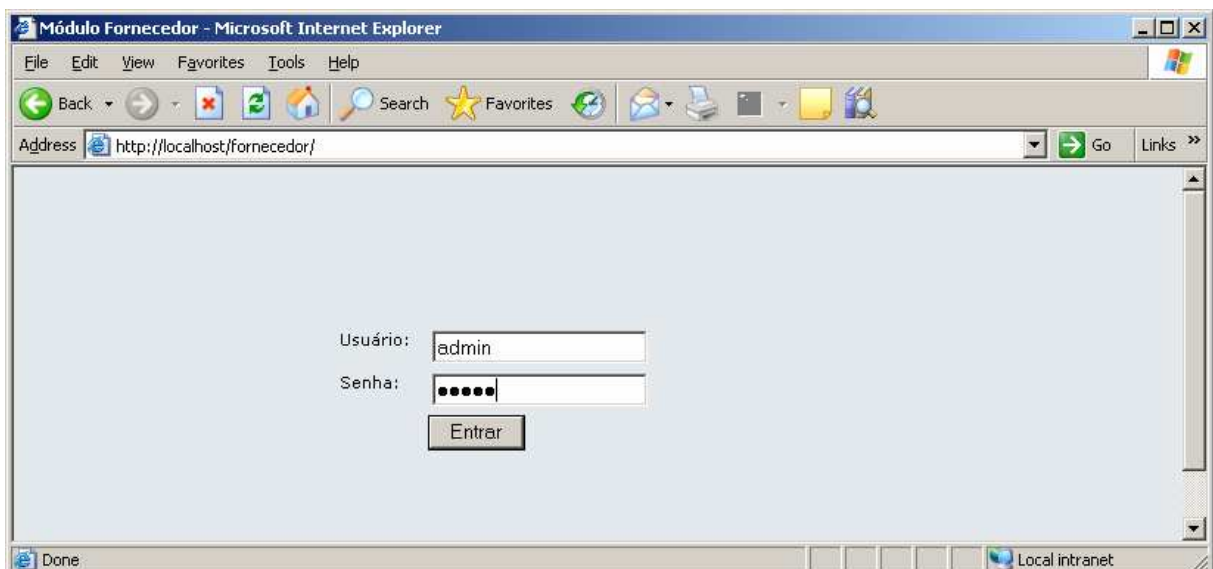 Módulo Fornecedor - Microsoft Internet Explorer
File Edit View Favorites Tools Help
Back Search Favorites
Address http://localhost/fornecedor/ Go Links »
Usuário: admin
Senha: •••••
Entrar
Done Local intranet